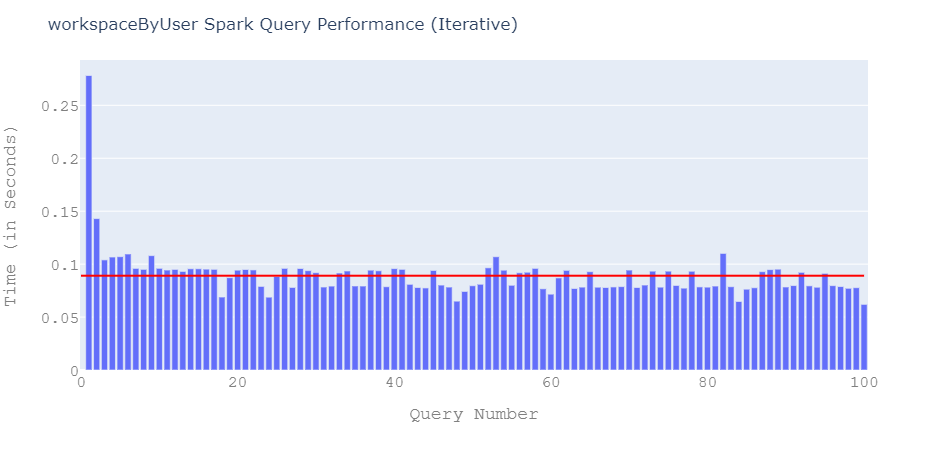 workspaceByUser Spark Query Performance (Iterative)
Time (in Seconds)
0.25
0.2
0.15
0.1
0.05
0
0 20 40 60 80 100
Query Number